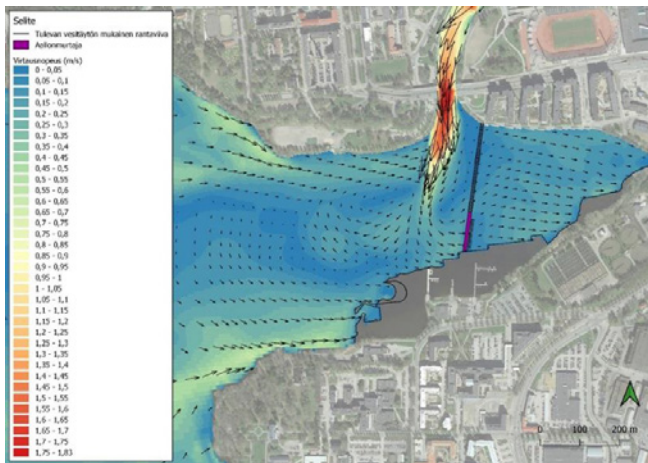 Selite
Tulevan vesitäytön mukainen rantaviiva
Aallonmurtaja
Virtausnopeus (m/s)
0 - 0,05
0,05 - 0,1
0,1 - 0,15
0,15 - 0,2
0,2 - 0,25
0,25 - 0,3
0,3 - 0,35
0,35 - 0,4
0,4 - 0,45
0,45 - 0,5
0,5 - 0,55
0,55 - 0,6
0,6 - 0,65
0,65 - 0,7
0,7 - 0,75
0,75 - 0,8
0,8 - 0,85
0,85 - 0,9
0,9 - 0,95
0,95 - 1
1 - 1,05
1,05 - 1,1
1,1 - 1,15
1,15 - 1,2
1,2 - 1,25
1,25 - 1,3
1,3 - 1,35
1,35 - 1,4
1,4 - 1,45
1,45 - 1,5
1,5 - 1,55
1,55 - 1,6
1,6 - 1,65
1,65 - 1,7
1,7 - 1,75
1,75 - 1,83
0 100 200 m